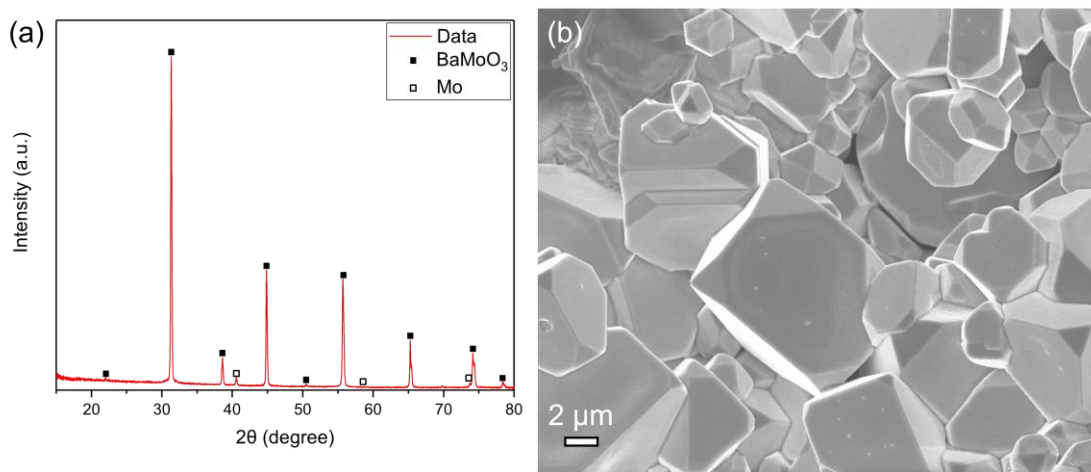 (a)
Data
BaMoO₃
Mo
Intensity (a.u.)
20
30
40
50
60
70
80
2θ (degree)
(b)
2 μm